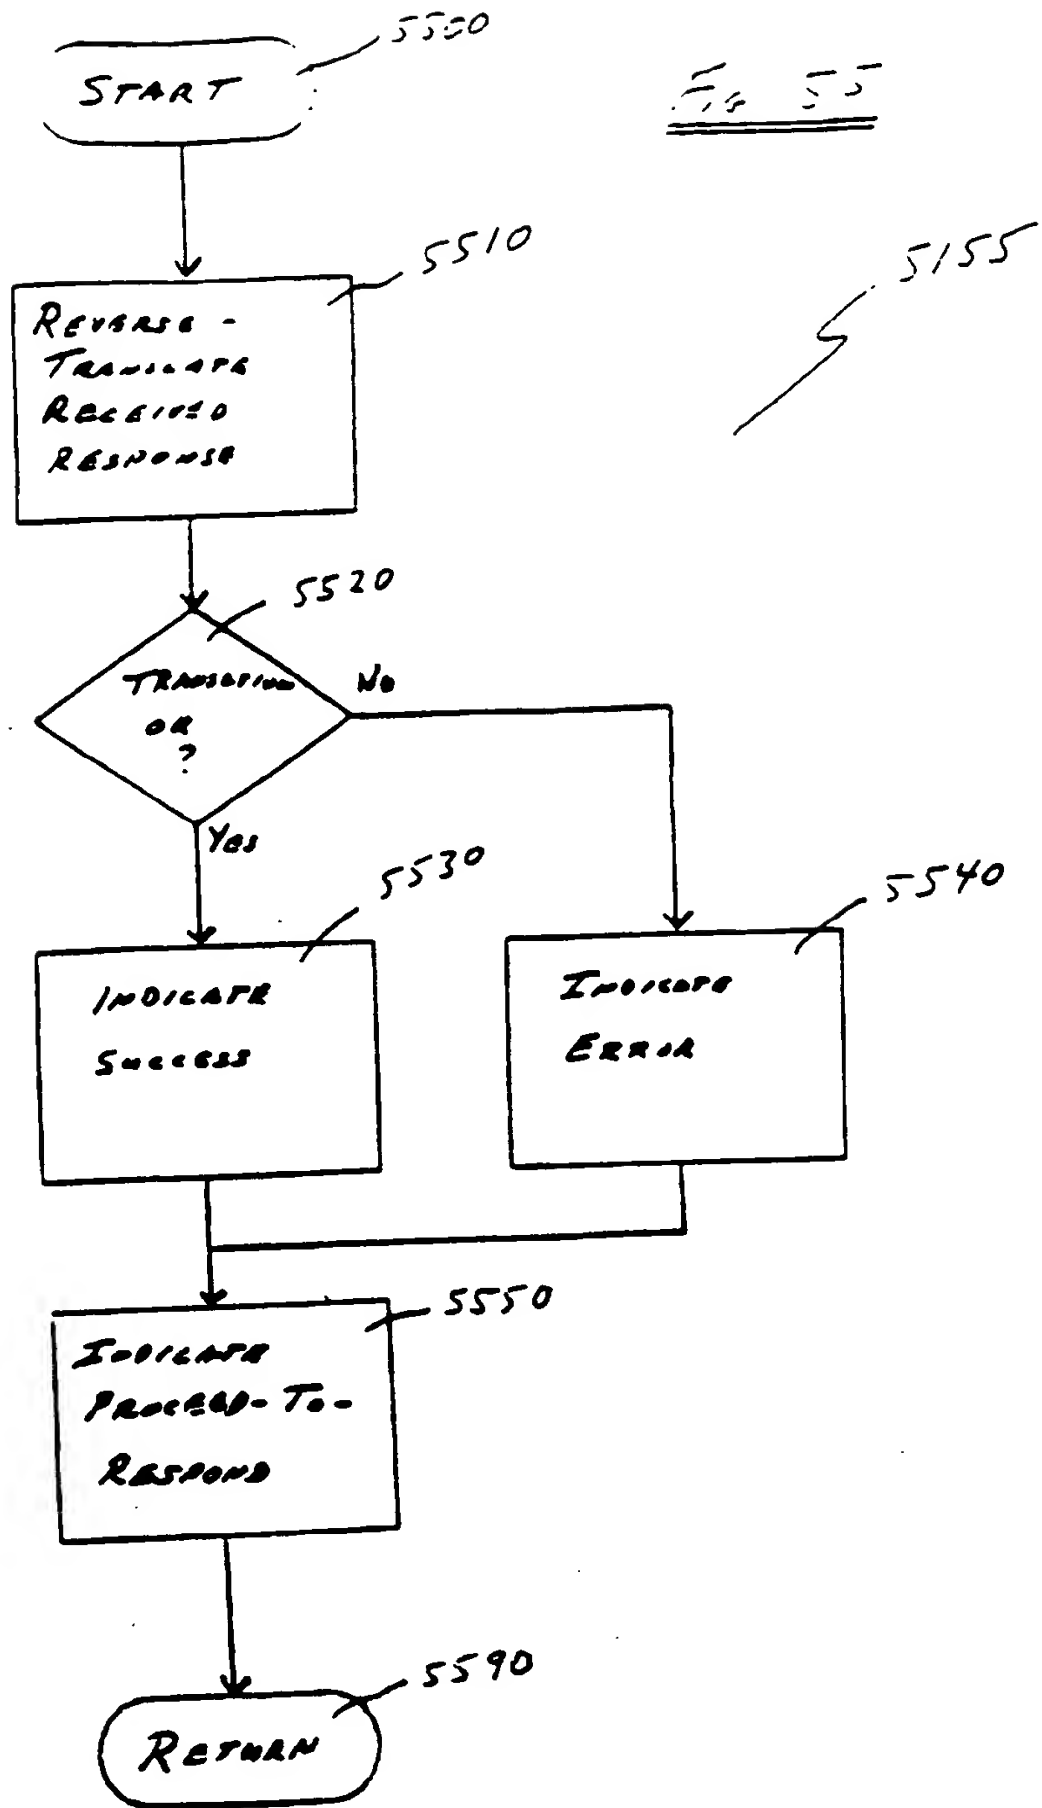 5500
START
Fig 55
5510
5155
REVERSE-
TRANSLATE
RECEIVED
RESPONSE
5520
TRANSLATION
OK
?
No
Yes
5530
5540
INDICATE
SUCCESS
INDICATE
ERROR
5550
INDICATE
PROCEED-TO-
RESPOND
5590
RETURN